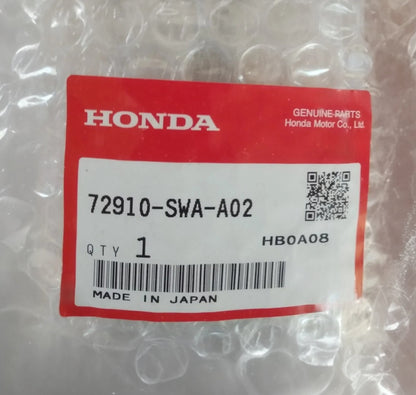 HONDA
GENUINE PARTS
Honda Motor Co., Ltd.
72910-SWA-A02
QTY 1
HB0A08
MADE IN JAPAN